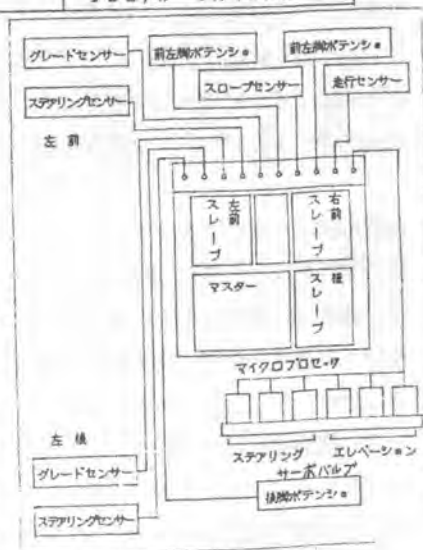 グレードセンサー
前左脚ポテンショ
前左脚ポテンショ
スロープセンサー
走行センサー
ステアリングセンサー
左前
左前スレーブ
右前スレーブ
マスター
後スレーブ
マイクロプロセッサ
ステアリング
エレベーション
サーボバルブ
左後
グレードセンサー
後脚ポテンショ
ステアリングセンサー